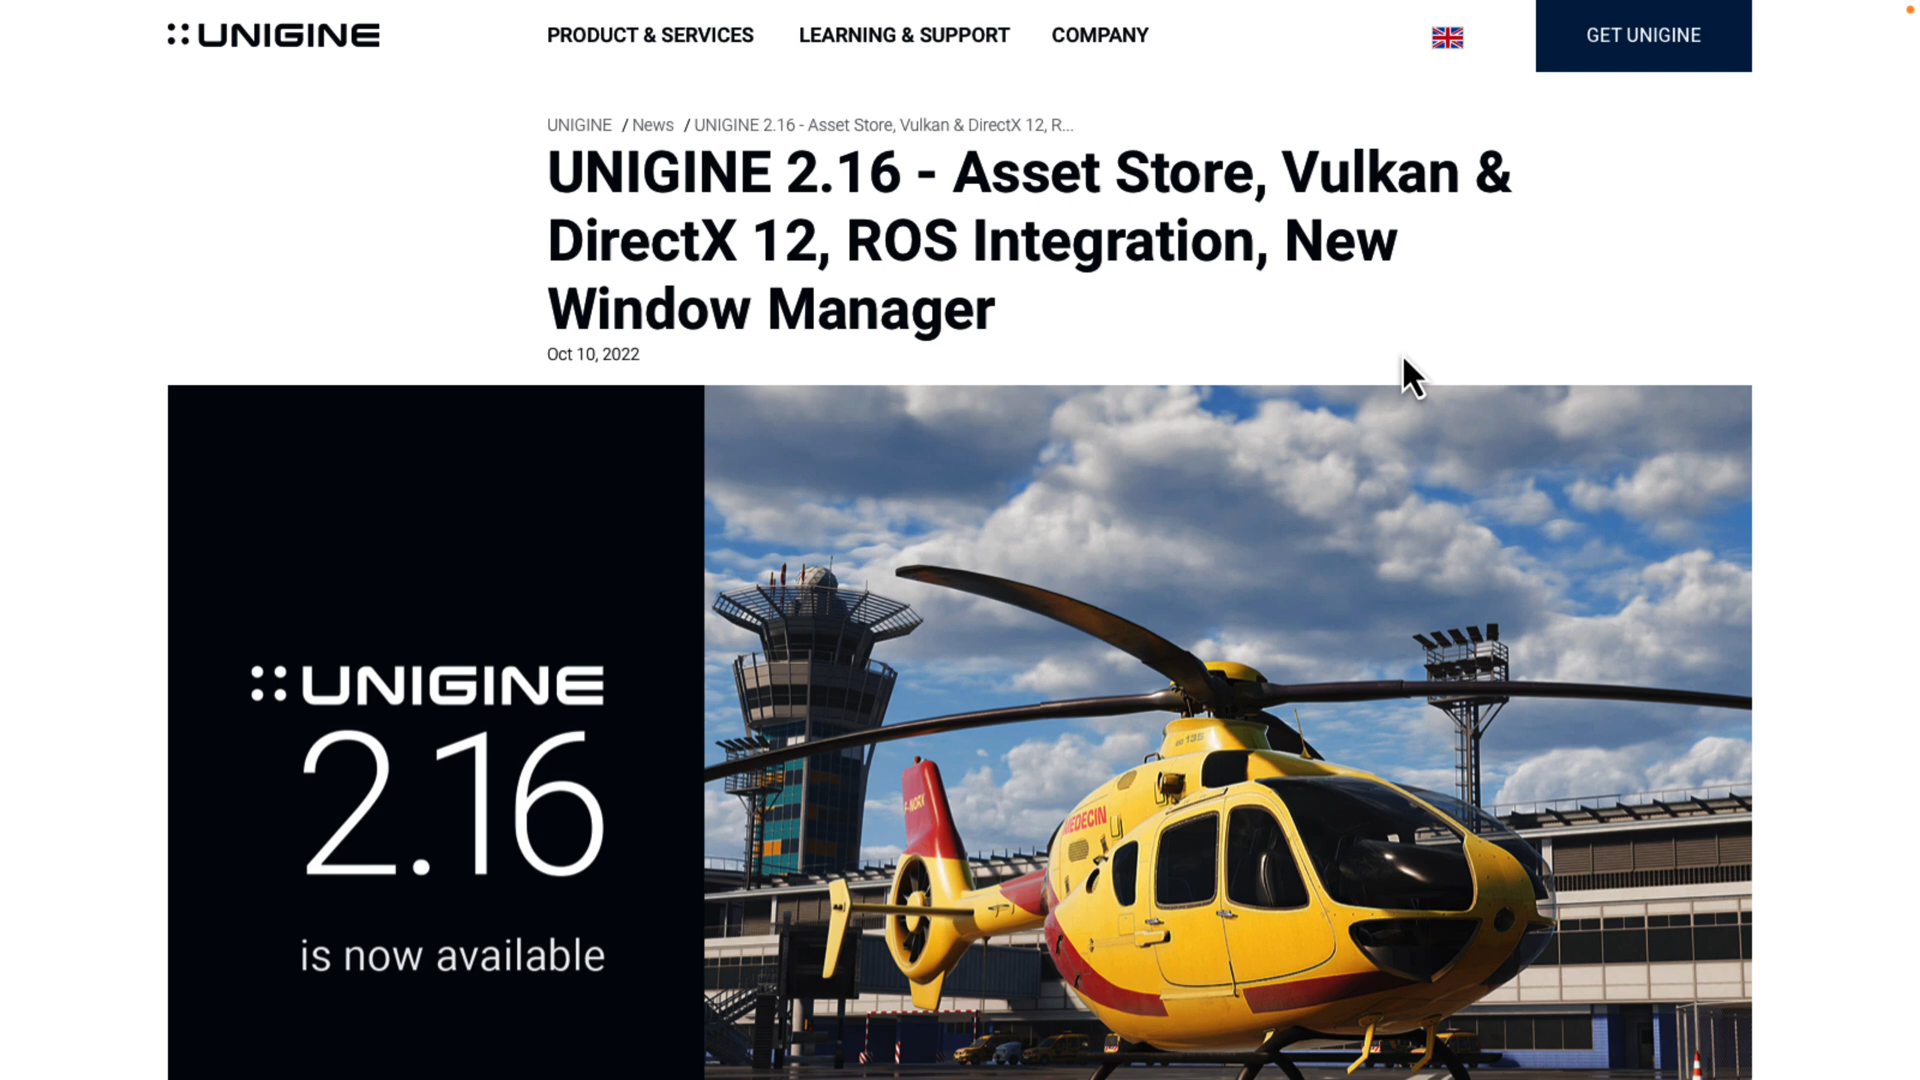 UNIGINE
PRODUCT & SERVICES
LEARNING & SUPPORT
COMPANY
GET UNIGINE
UNIGINE / News / UNIGINE 2.16 - Asset Store, Vulkan & DirectX 12, R...
UNIGINE 2.16 - Asset Store, Vulkan &
DirectX 12, ROS Integration, New
Window Manager
Oct 10, 2022
UNIGINE
2.16
is now available
MEDECIN